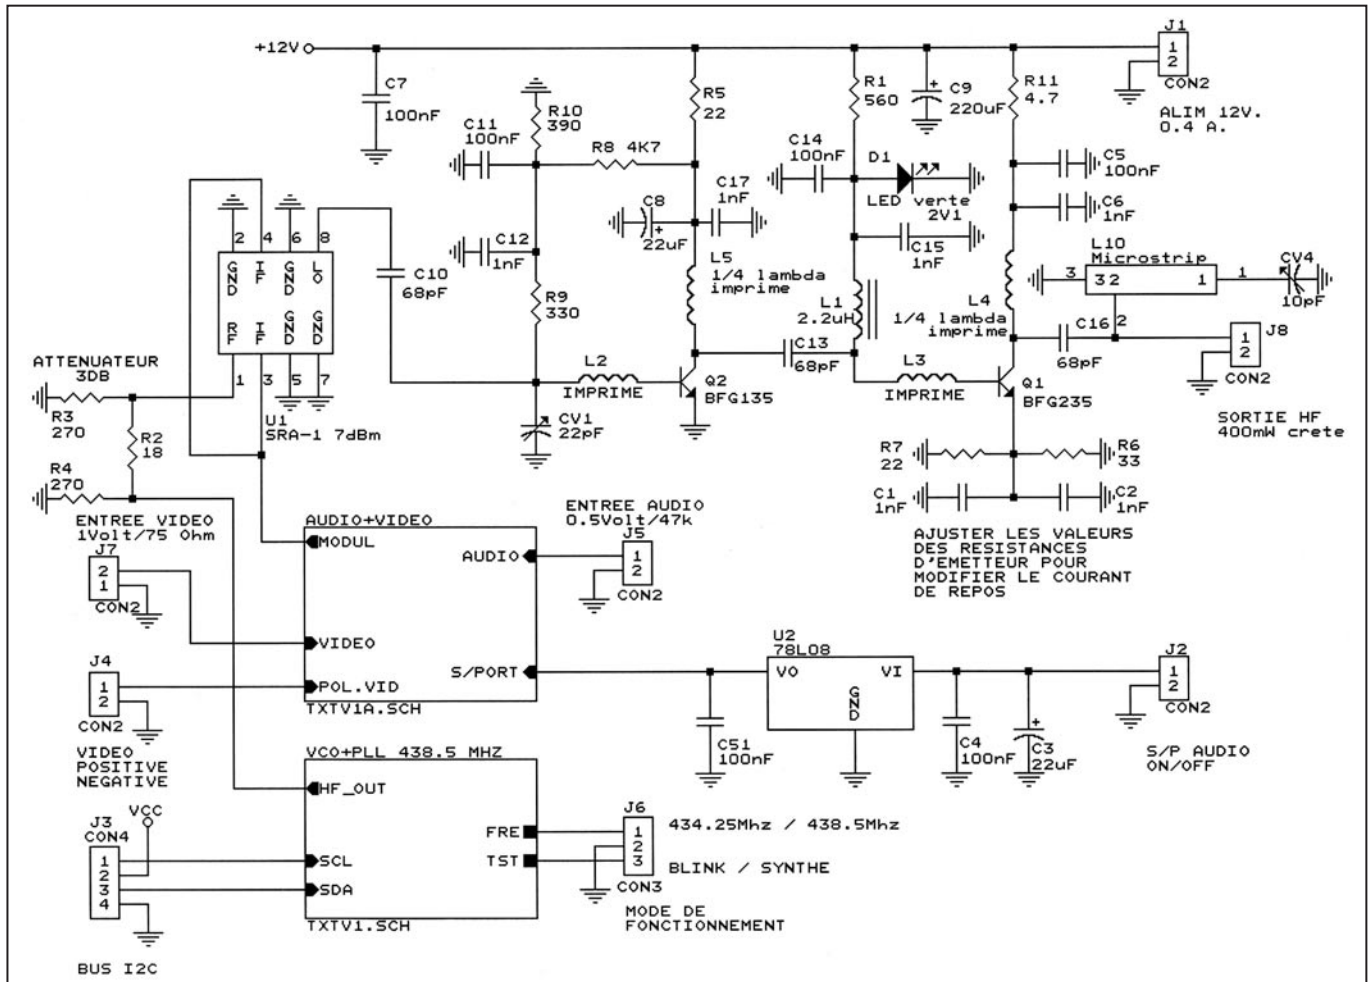 J1
+12V
1
2
CON2
ALIM 12V.
0.4 A.
C7
100nF
R10
390
C11
100nF
R8 4K7
R5
22
R1
560
C9
+
220uF
R11
4.7
C14
100nF
D1
LED verte
2V1
C5
100nF
C6
1nF
C17
1nF
C8
+
22uF
C12
1nF
C15
1nF
L5
1/4 lambda
imprime
L10
Microstrip
3
32
1
1
2
CV4
10pF
2 4 6 8
GND IF GND LO
RF IF GND GND
1 3 5 7
U1
SRA-1 7dBm
C10
68pF
R9
330
L1
2.2uH
L4
1/4 lambda
imprime
C16
68pF
J8
1
2
CON2
SORTIE HF
400mW crete
ATTENUATEUR
3DB
R3
270
R2
18
R4
270
L2
IMPRIME
Q2
BFG135
C13
68pF
L3
IMPRIME
Q1
BFG235
CV1
22pF
R7
22
R6
33
C1
1nF
C2
1nF
AJUSTER LES VALEURS
DES RESISTANCES
D'EMETTEUR POUR
MODIFIER LE COURANT
DE REPOS
ENTREE VIDEO
1Volt/75 Ohm
J7
2
1
CON2
AUDIO+VIDEO
MODUL
AUDIO
VIDEO
S/PORT
POL.VID
TXTV1A.SCH
ENTREE AUDIO
0.5Volt/47k
J5
1
2
CON2
J4
1
2
CON2
VIDEO
POSITIVE
NEGATIVE
U2
78L08
VO
VI
GND
C51
100nF
C4
100nF
+
C3
22uF
J2
1
2
CON2
S/P AUDIO
ON/OFF
VCO+PLL 438.5 MHZ
HF_OUT
FRE
SCL
TST
SDA
TXTV1.SCH
VCC
J3
CON4
1
2
3
4
BUS I2C
J6
1
2
3
CON3
434.25Mhz / 438.5Mhz
BLINK / SYNTHE
MODE DE
FONCTIONNEMENT